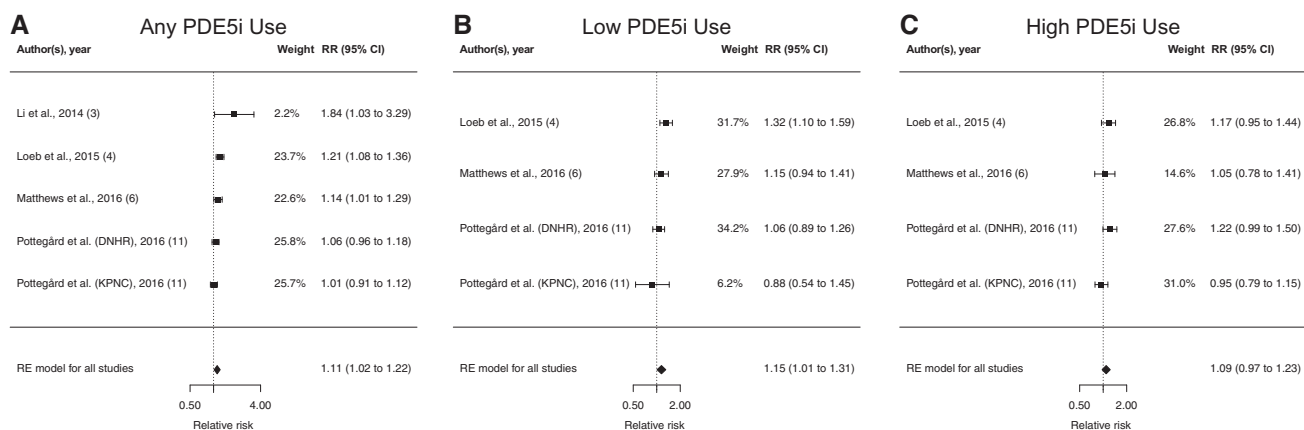 A Any PDE5i Use
Author(s), year Weight RR (95% CI)
Li et al., 2014 (3) 2.2% 1.84 (1.03 to 3.29)
Loeb et al., 2015 (4) 23.7% 1.21 (1.08 to 1.36)
Matthews et al., 2016 (6) 22.6% 1.14 (1.01 to 1.29)
Pottegård et al. (DNHR), 2016 (11) 25.8% 1.06 (0.96 to 1.18)
Pottegård et al. (KPNC), 2016 (11) 25.7% 1.01 (0.91 to 1.12)
RE model for all studies 1.11 (1.02 to 1.22)
0.50 4.00
Relative risk
B Low PDE5i Use
Author(s), year Weight RR (95% CI)
Loeb et al., 2015 (4) 31.7% 1.32 (1.10 to 1.59)
Matthews et al., 2016 (6) 27.9% 1.15 (0.94 to 1.41)
Pottegård et al. (DNHR), 2016 (11) 34.2% 1.06 (0.89 to 1.26)
Pottegård et al. (KPNC), 2016 (11) 6.2% 0.88 (0.54 to 1.45)
RE model for all studies 1.15 (1.01 to 1.31)
0.50 2.00
Relative risk
C High PDE5i Use
Author(s), year Weight RR (95% CI)
Loeb et al., 2015 (4) 26.8% 1.17 (0.95 to 1.44)
Matthews et al., 2016 (6) 14.6% 1.05 (0.78 to 1.41)
Pottegård et al. (DNHR), 2016 (11) 27.6% 1.22 (0.99 to 1.50)
Pottegård et al. (KPNC), 2016 (11) 31.0% 0.95 (0.79 to 1.15)
RE model for all studies 1.09 (0.97 to 1.23)
0.50 2.00
Relative risk